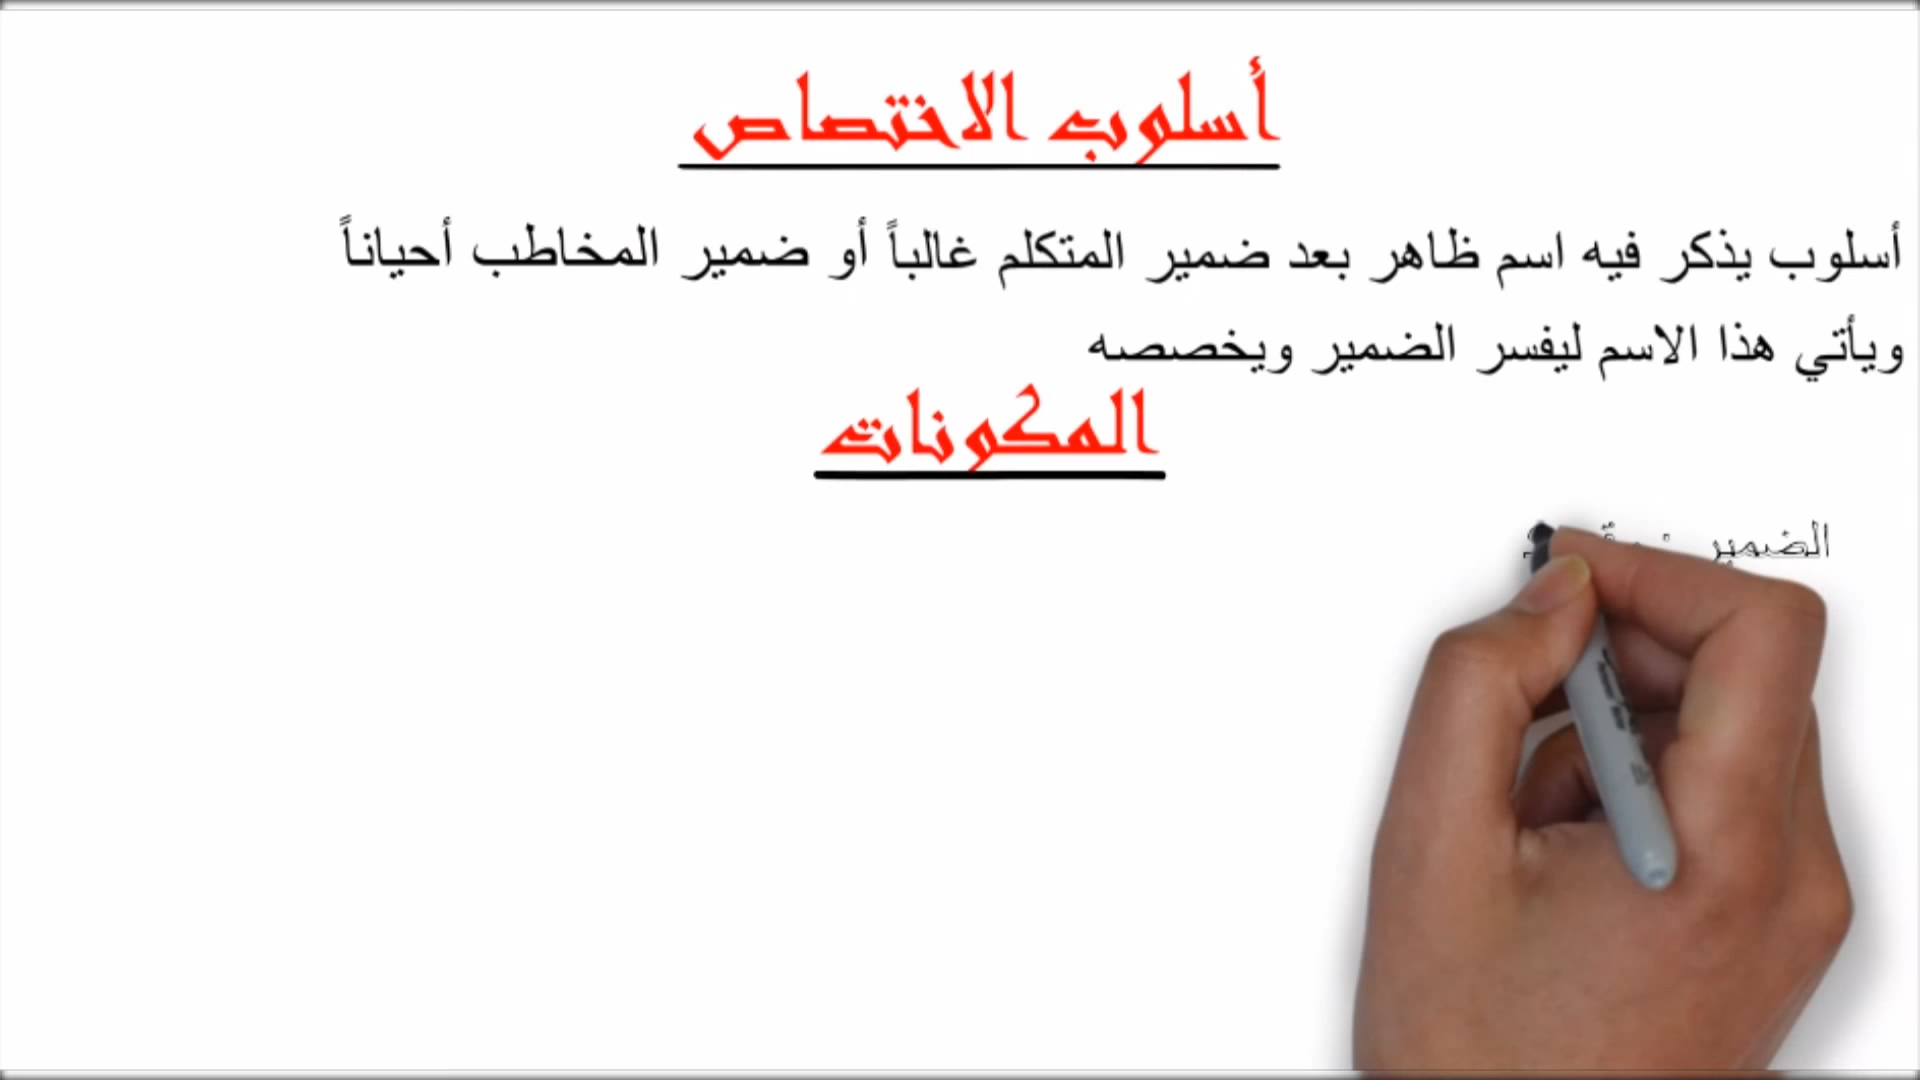 أسلوب الاختصاص
أسلوب يذكر فيه اسم ظاهر بعد ضمير المتكلم غالباً أو ضمير المخاطب أحياناً
ويأتي هذا الاسم ليفسر الضمير ويخصصه
المكونات
الضمير :